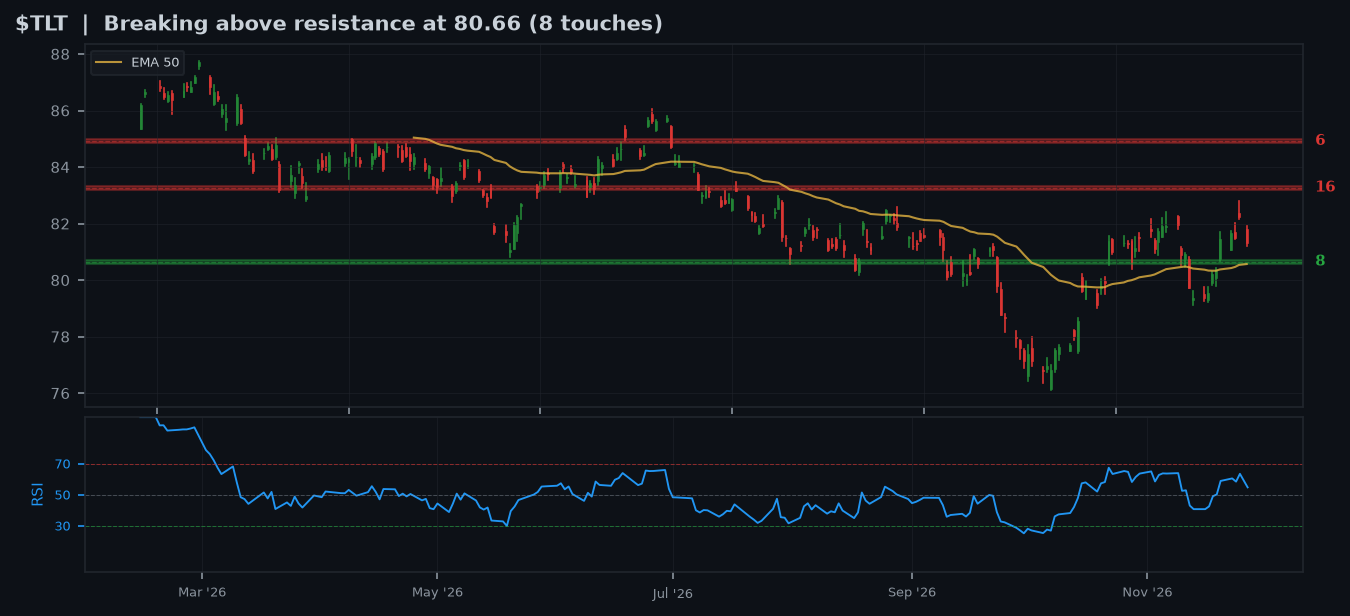 $TLT | Breaking above resistance at 80.66 (8 touches)
EMA 50
88
86
84
82
80
78
76
6
16
8
RSI
70
50
30
Mar '26
May '26
Jul '26
Sep '26
Nov '26